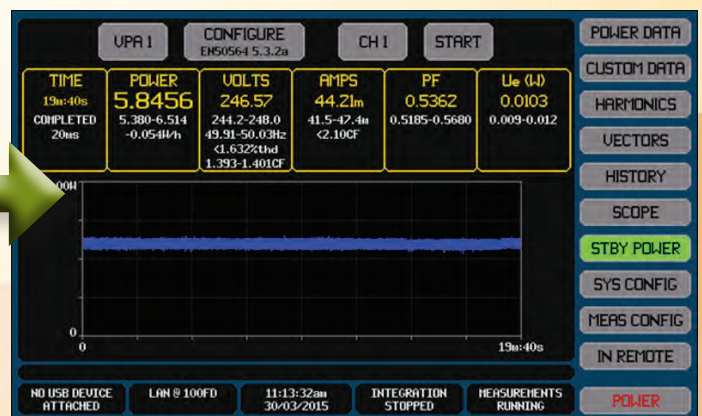 VPA 1
CONFIGURE
EN50564 5.3.2a
CH 1
START
TIME
19m:40s
COMPLETED
20ms
POWER
5.8456
5.380-6.514
-0.054W/h
VOLTS
246.57
244.2-248.0
49.91-50.03Hz
<1.632%thd
1.393-1.401CF
AMPS
44.21m
41.5-47.4m
<2.10CF
PF
0.5362
0.5185-0.5680
Ue (W)
0.0103
0.009-0.012
0
0
19m:40s
NO USB DEVICE
ATTACHED
LAN @ 100FD
11:13:32am
30/03/2015
INTEGRATION
STOPPED
MEASUREMENTS
RUNNING
POWER DATA
CUSTOM DATA
HARMONICS
VECTORS
HISTORY
SCOPE
STBY POWER
SYS CONFIG
MEAS CONFIG
IN REMOTE
POWER